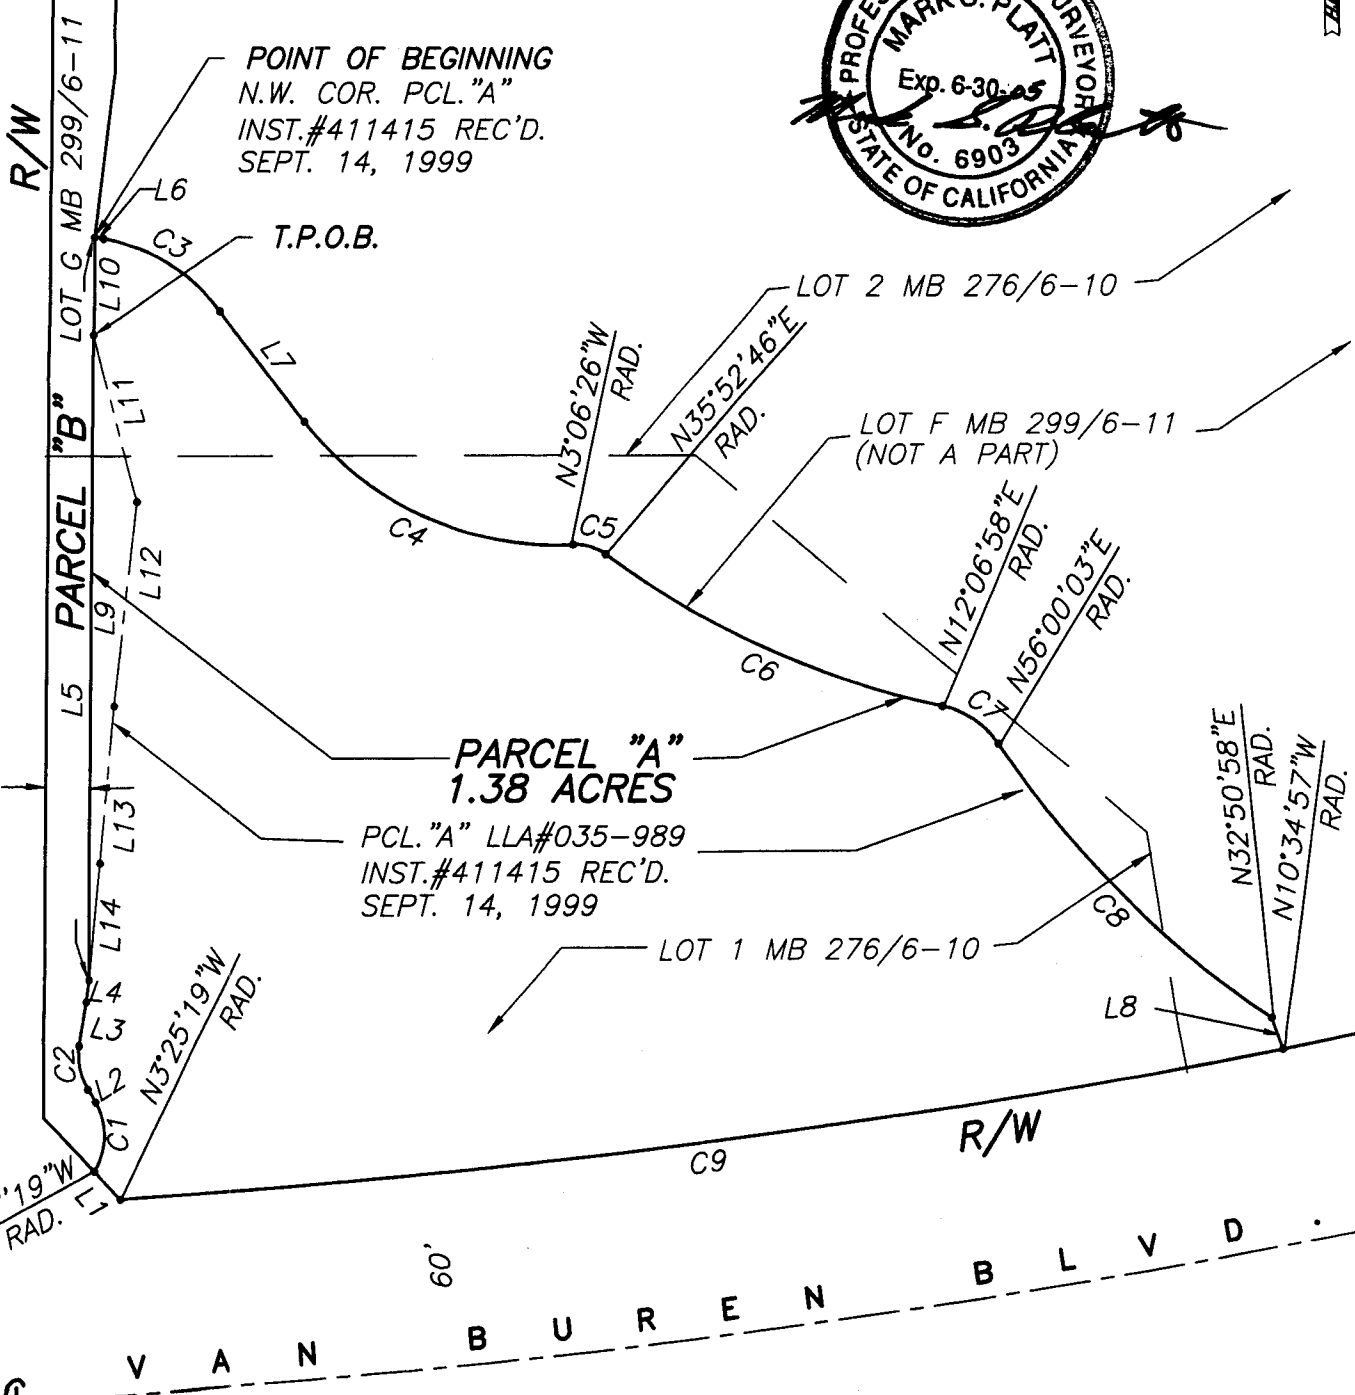 POINT OF BEGINNING
N.W. COR. PCL."A"
INST.#411415 REC'D.
SEPT. 14, 1999
MARK S. PLATT
Exp. 6-30-05
No. 6903
STATE OF CALIFORNIA
R/W
LOT G MB 299/6-11
L6
C3
T.P.O.B.
L10
LOT 2 MB 276/6-10
L7
L11
N3°06'26"W
RAD.
N35°52'46"E
RAD.
LOT F MB 299/6-11
(NOT A PART)
PARCEL "B"
C4
C5
L12
L9
N12°06'58"E
RAD.
N56°00'03"E
RAD.
C6
L5
C7
PARCEL "A"
1.38 ACRES
L13
PCL."A" LLA#035-989
INST.#411415 REC'D.
SEPT. 14, 1999
N32°50'58"E
RAD.
N10°34'57"W
RAD.
C8
L14
LOT 1 MB 276/6-10
L4
L3
L8
C2
L2
N3°25'19"W
RAD.
C1
R/W
C9
'19"W
RAD.
L1
60'
VAN BUREN BLVD.